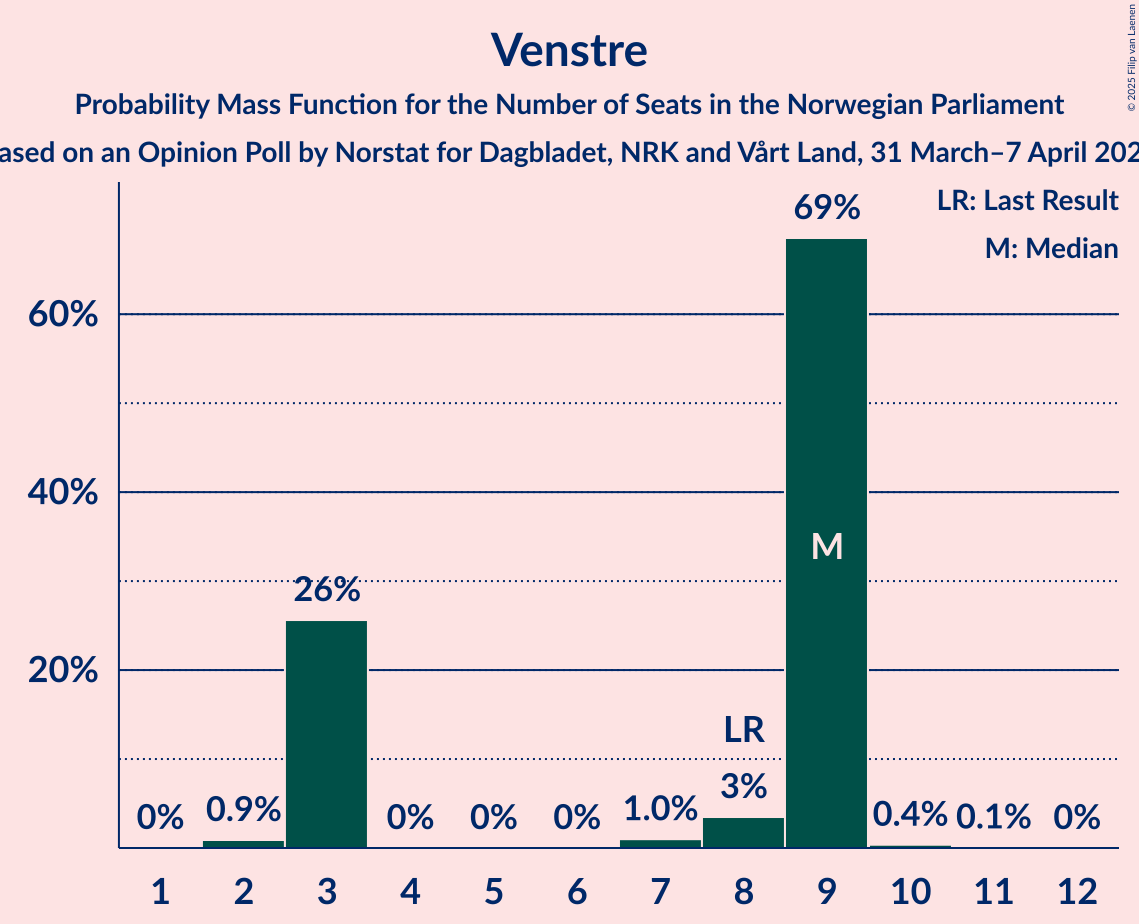 Venstre
Probability Mass Function for the Number of Seats in the Norwegian Parliament
ased on an Opinion Poll by Norstat for Dagbladet, NRK and Vårt Land, 31 March–7 April 202
© 2025 Filip van Laenen
LR: Last Result
M: Median
69%
60%
40%
M
26%
20%
LR
3%
0% 0.9% 0% 0% 0% 1.0% 0.4% 0.1% 0%
1 2 3 4 5 6 7 8 9 10 11 12